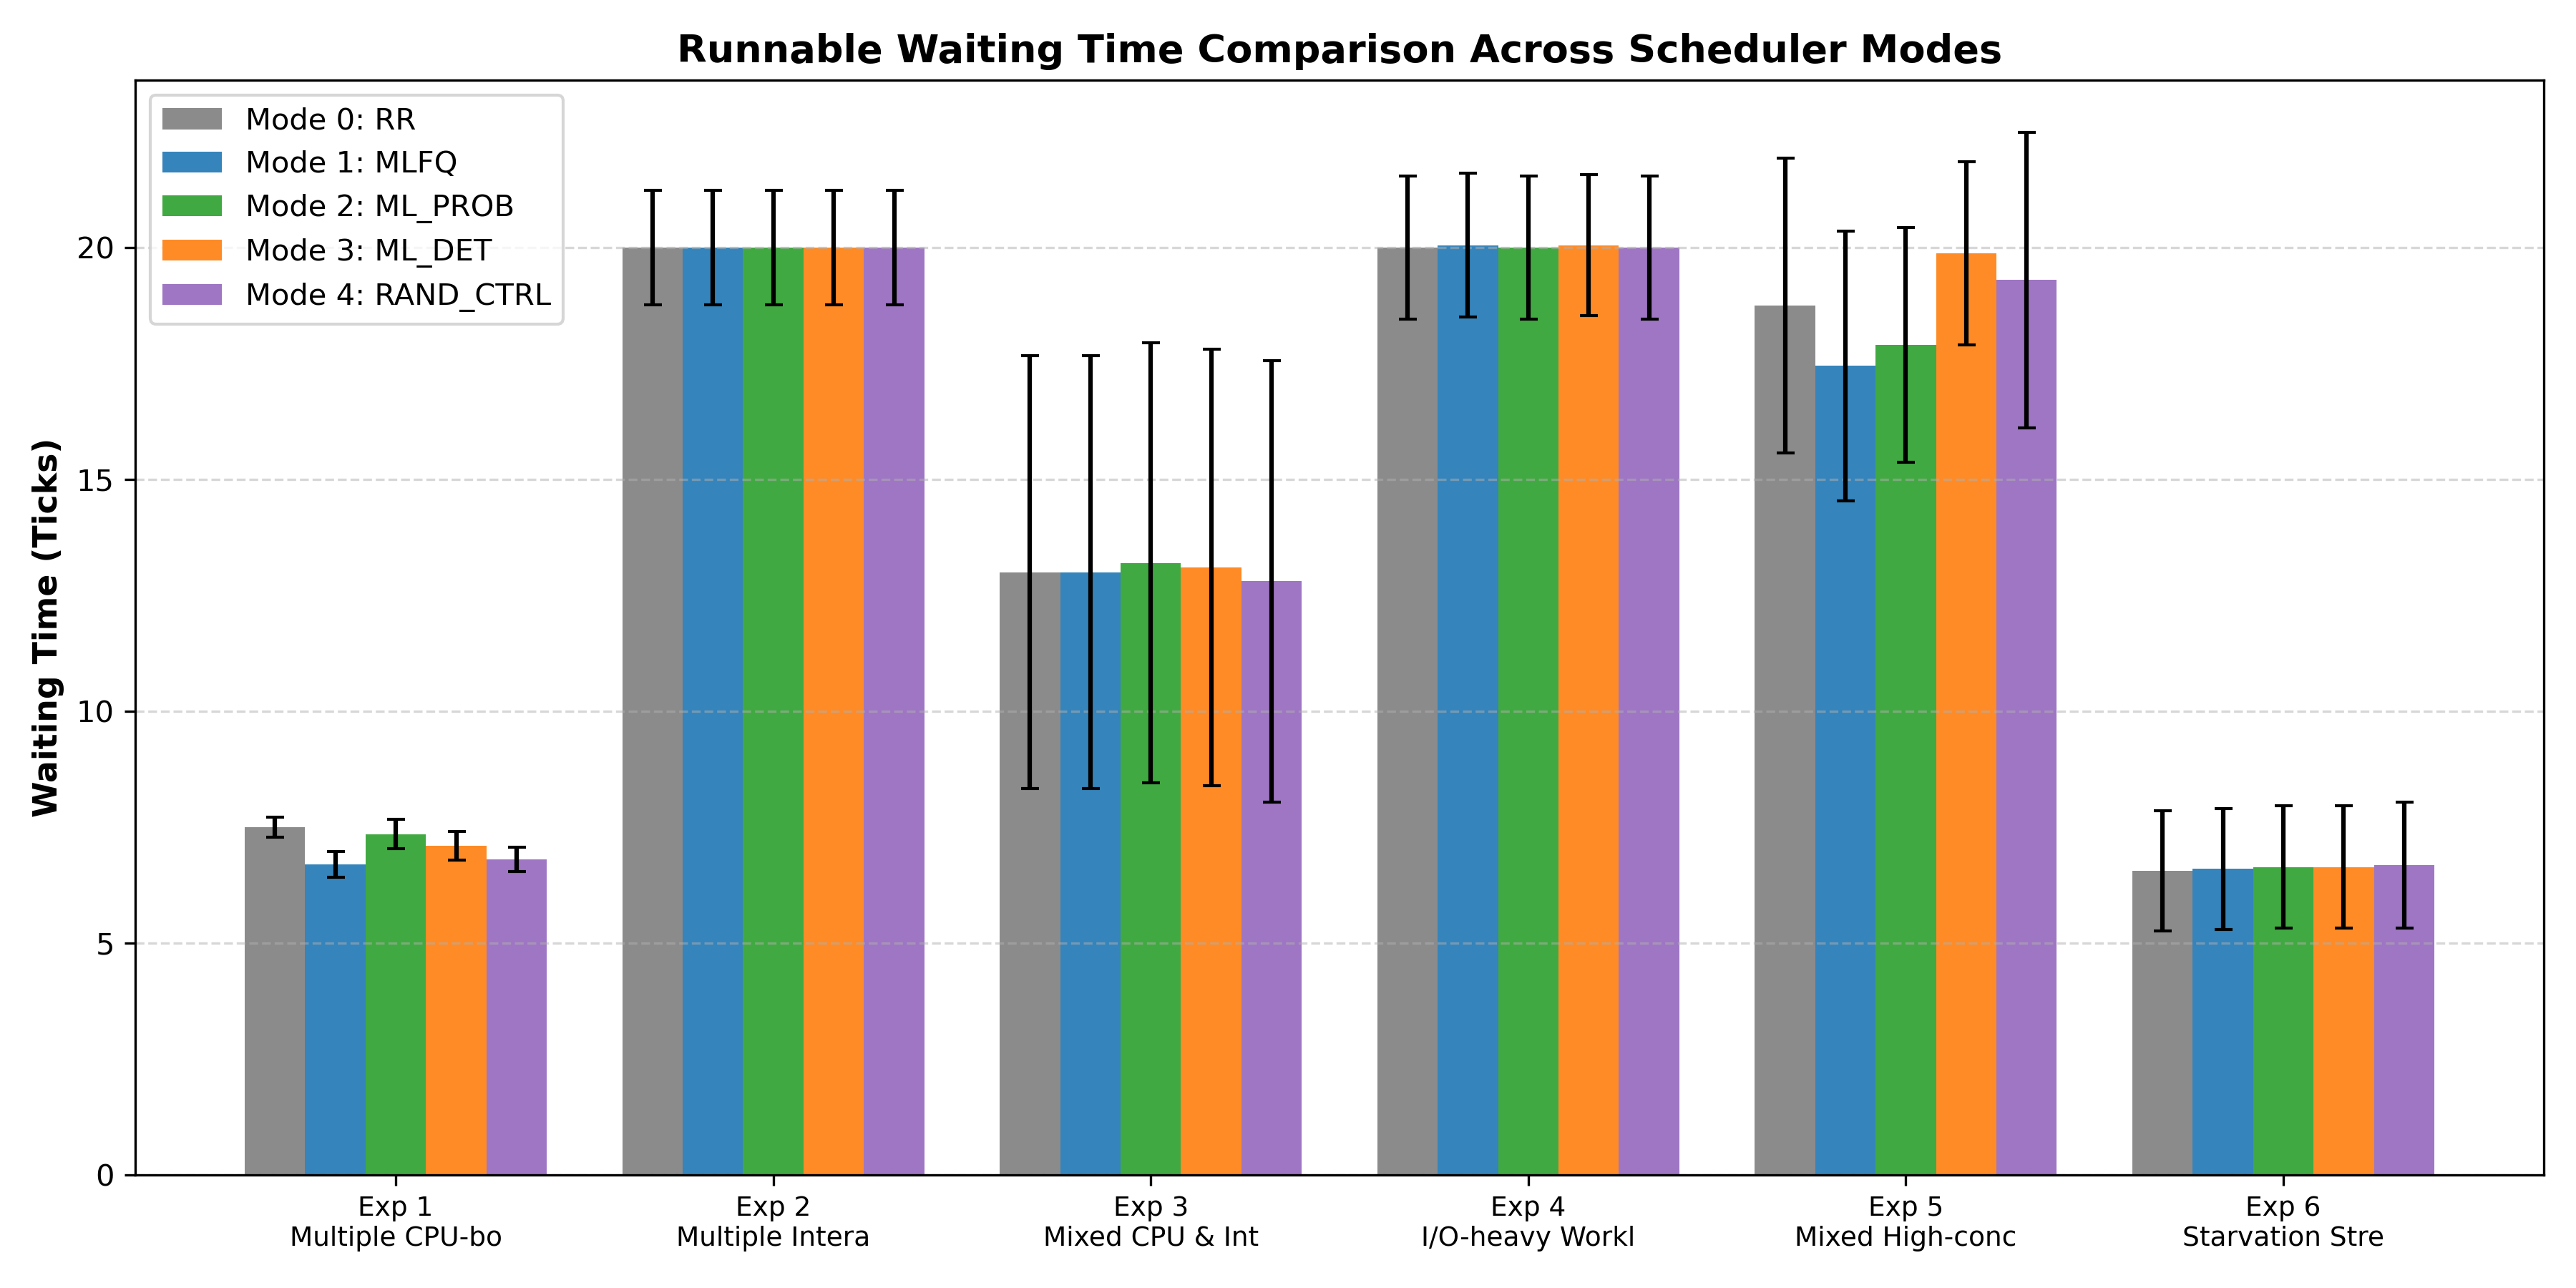 Runnable Waiting Time Comparison Across Scheduler Modes
Mode 0: RR
Mode 1: MLFQ
Mode 2: ML_PROB
Mode 3: ML_DET
Mode 4: RAND_CTRL
Waiting Time (Ticks)
20
15
10
5
0
Exp 1
Multiple CPU-bo
Exp 2
Multiple Intera
Exp 3
Mixed CPU & Int
Exp 4
I/O-heavy Workl
Exp 5
Mixed High-conc
Exp 6
Starvation Stre